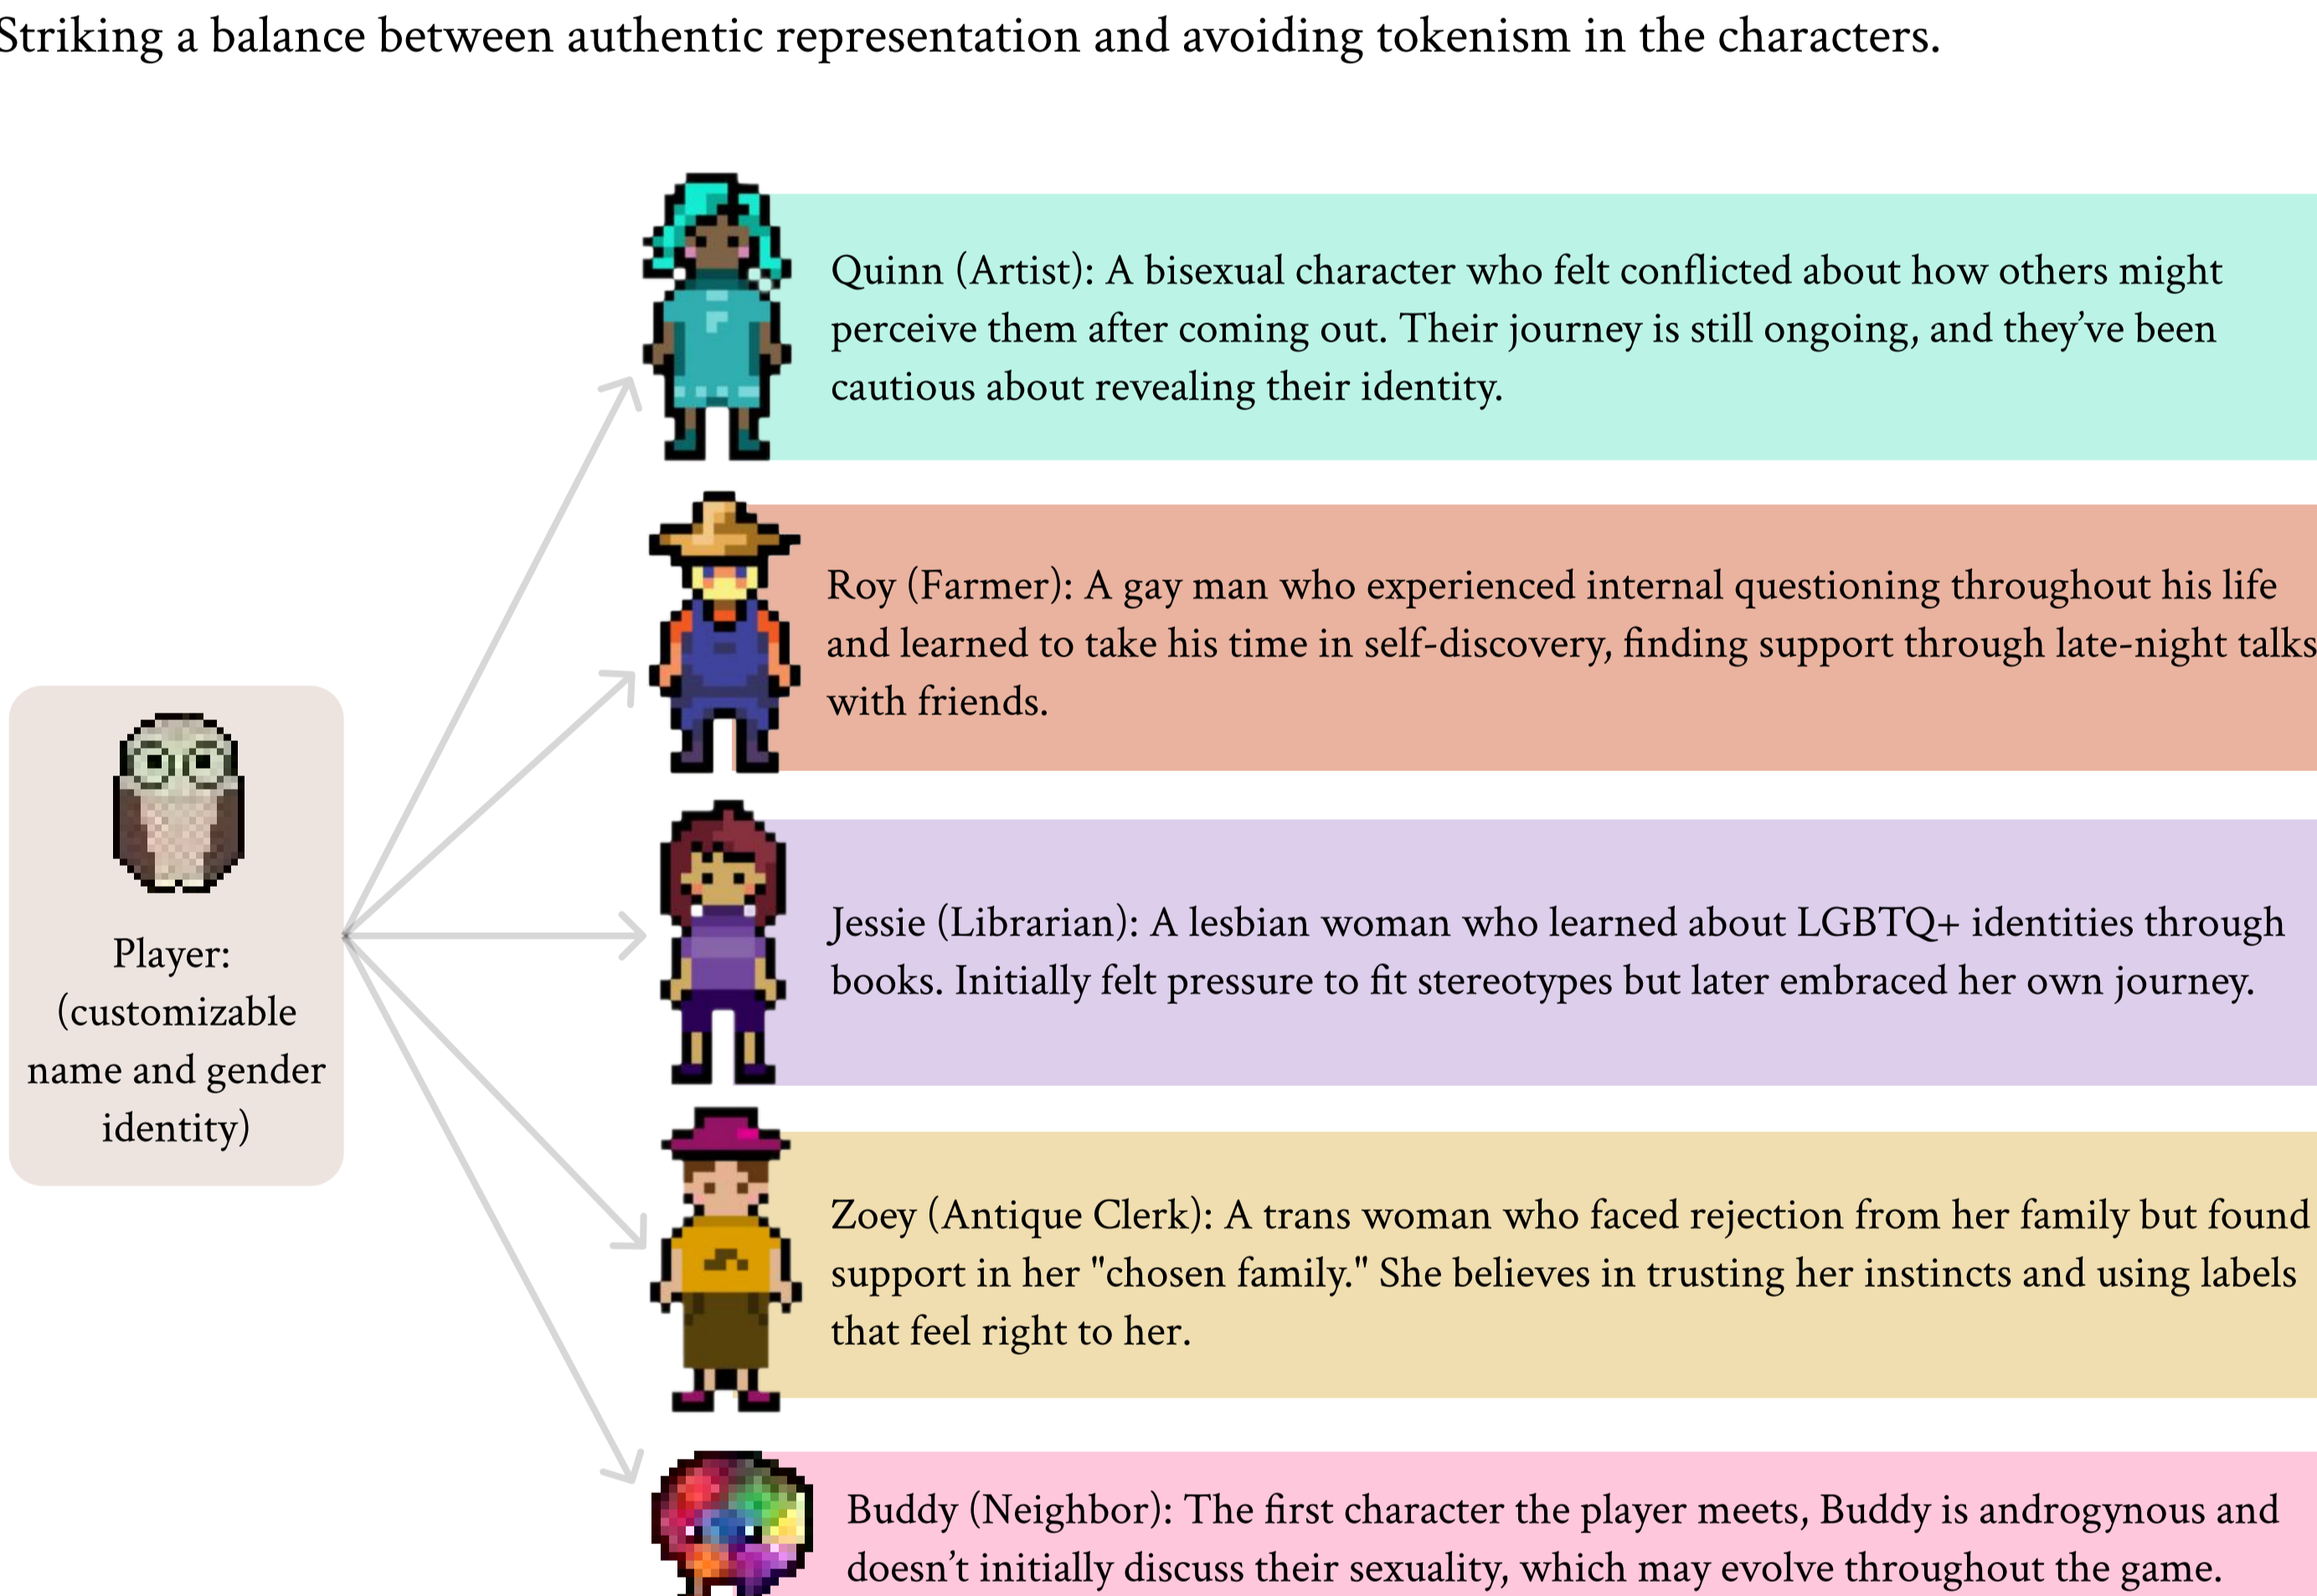 Striking a balance between authentic representation and avoiding tokenism in the characters.
Quinn (Artist): A bisexual character who felt conflicted about how others might
perceive them after coming out. Their journey is still ongoing, and they’ve been
cautious about revealing their identity.
Roy (Farmer): A gay man who experienced internal questioning throughout his life
and learned to take his time in self-discovery, finding support through late-night talks
with friends.
Player:
(customizable
name and gender
identity)
Jessie (Librarian): A lesbian woman who learned about LGBTQ+ identities through
books. Initially felt pressure to fit stereotypes but later embraced her own journey.
Zoey (Antique Clerk): A trans woman who faced rejection from her family but found
support in her "chosen family." She believes in trusting her instincts and using labels
that feel right to her.
Buddy (Neighbor): The first character the player meets, Buddy is androgynous and
doesn’t initially discuss their sexuality, which may evolve throughout the game.